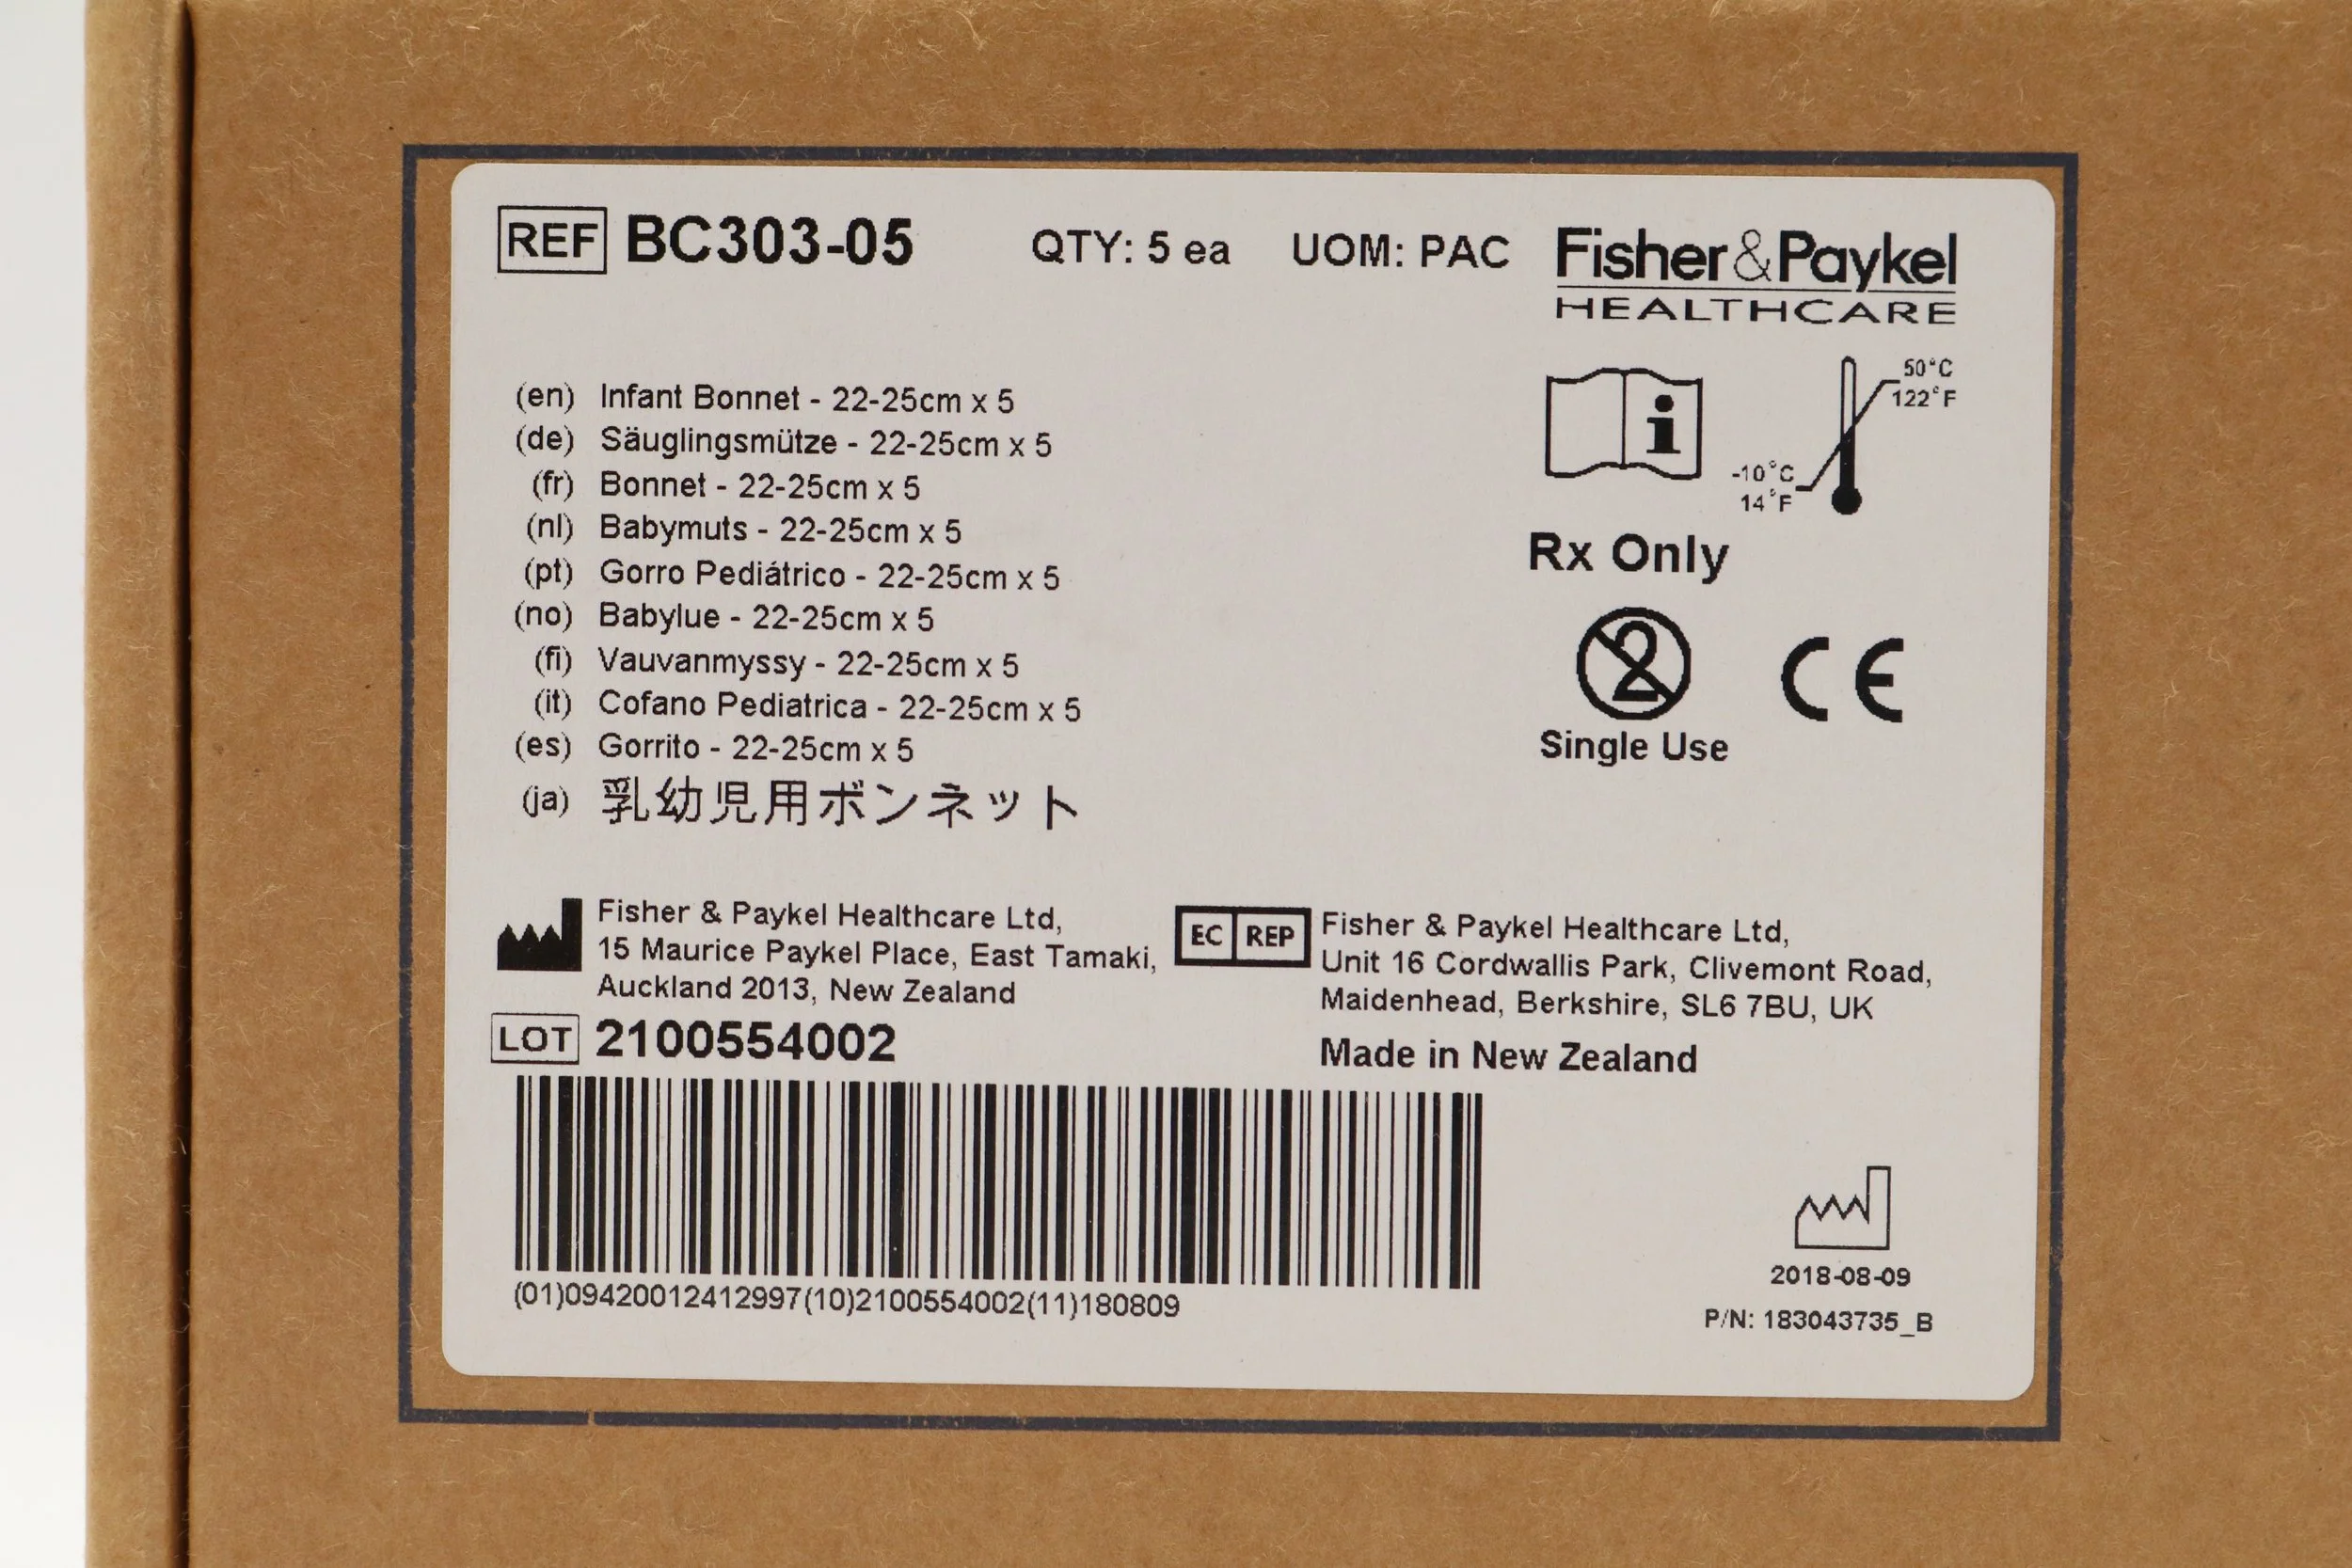 REF BC303-05 QTY: 5 ea UOM: PAC
Fisher&Paykel
HEALTHCARE
(en) Infant Bonnet - 22-25cm x 5
(de) Säuglingsmütze - 22-25cm x 5
(fr) Bonnet - 22-25cm x 5
(nl) Babymuts - 22-25cm x 5
(pt) Gorro Pediátrico - 22-25cm x 5
(no) Babylue - 22-25cm x 5
(fi) Vauvanmyssy - 22-25cm x 5
(it) Cofano Pediatrica - 22-25cm x 5
(es) Gorrito - 22-25cm x 5
(ja) 乳幼児用ボンネット
50°C
122°F
-10°C
14°F
Rx Only
2
CE
Single Use
Fisher & Paykel Healthcare Ltd,
15 Maurice Paykel Place, East Tamaki,
Auckland 2013, New Zealand
EC REP
Fisher & Paykel Healthcare Ltd,
Unit 16 Cordwallis Park, Clivemont Road,
Maidenhead, Berkshire, SL6 7BU, UK
LOT 2100554002
Made in New Zealand
(01)09420012412997(10)2100554002(11)180809
2018-08-09
P/N: 183043735_B